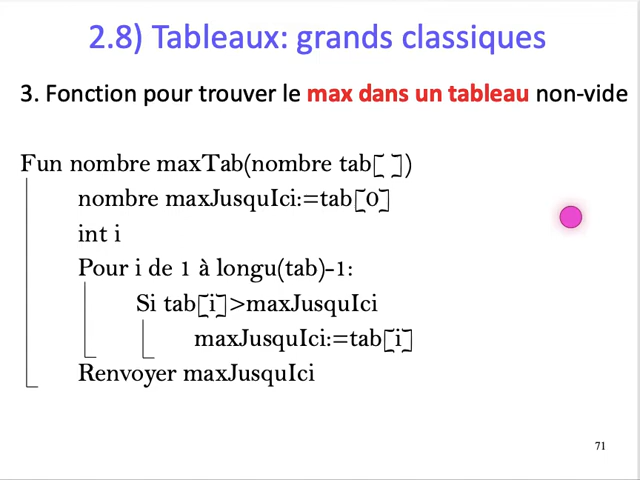 2.8) Tableaux: grands classiques
3. Fonction pour trouver le max dans un tableau non-vide
Fun nombre maxTab(nombre tab[ ])
nombre maxJusquIci:=tab[0]
int i
Pour i de 1 à longu(tab)-1:
Si tab[i]>maxJusquIci
maxJusquIci:=tab[i]
Renvoyer maxJusquIci
71